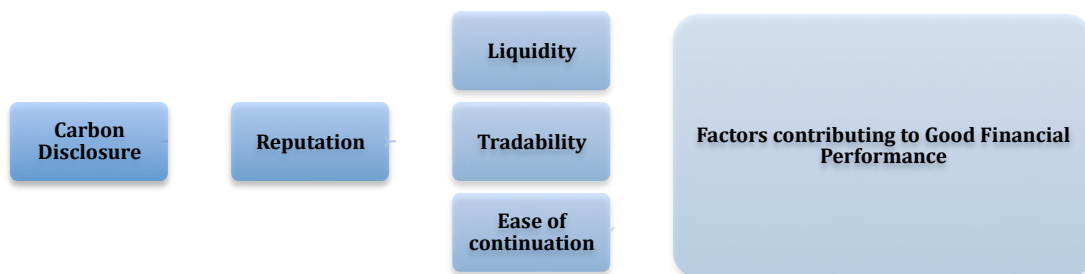 Carbon
Disclosure
Reputation
Liquidity
Tradability
Ease of
continuation
Factors contributing to Good Financial
Performance